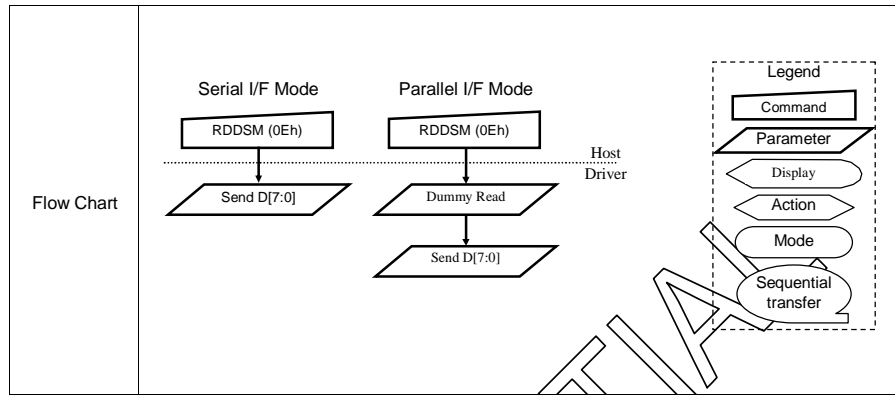 Flow Chart
Serial I/F Mode
Parallel I/F Mode
RDDSM (0Eh)
RDDSM (0Eh)
Host
Driver
Send D[7:0]
Dummy Read
Send D[7:0]
Legend
Command
Parameter
Display
Action
Mode
Sequential
transfer
TIAL